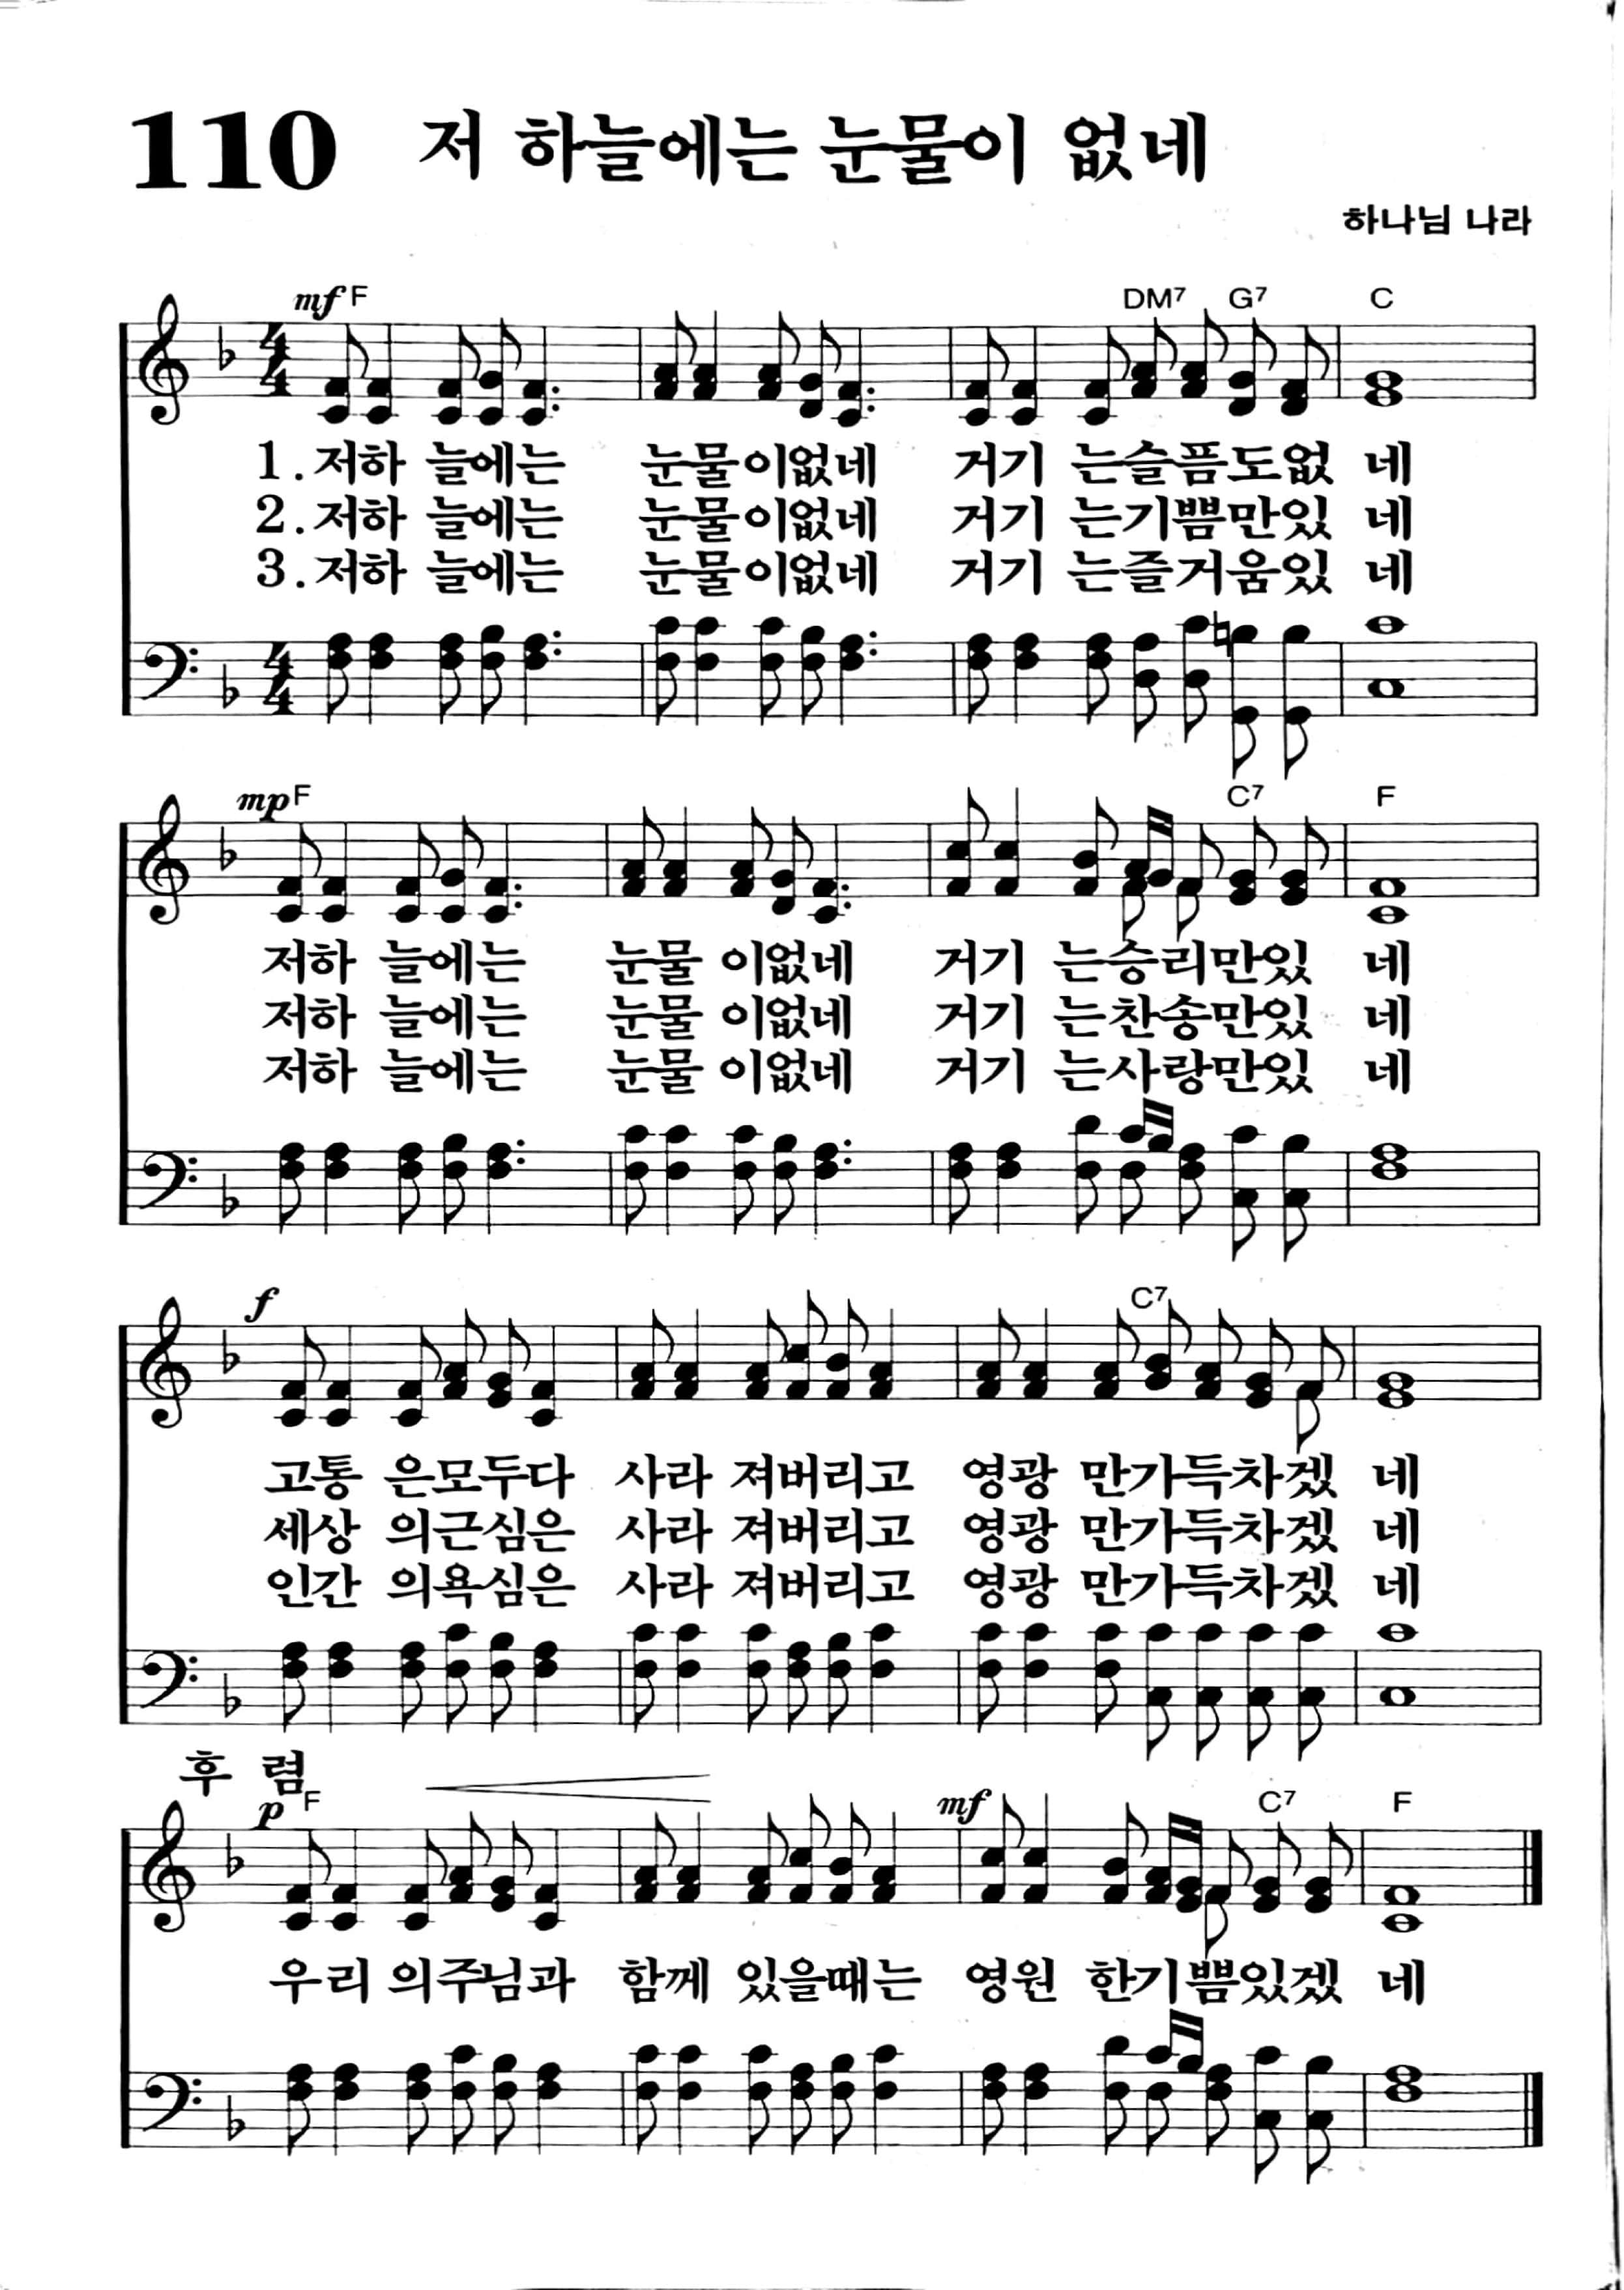 110 저 하늘에는 눈물이 없네
하나님 나라
mf F DM7 G7 C
4/4
1.저하 늘에는 눈물이없네 거기 는슬픔도없 네
2.저하 늘에는 눈물이없네 거기 는기쁨만있 네
3.저하 늘에는 눈물이없네 거기 는즐거움있 네
4/4
mp F C7 F
저하 늘에는 눈물 이없네 거기 는승리만있 네
저하 늘에는 눈물 이없네 거기 는찬송만있 네
저하 늘에는 눈물 이없네 거기 는사랑만있 네
f C7
고통 은모두다 사라 져버리고 영광 만가득차겠 네
세상 의근심은 사라 져버리고 영광 만가득차겠 네
인간 의욕심은 사라 져버리고 영광 만가득차겠 네
후 렴
p F mf C7 F
우리 의주님과 함께 있을때는 영원 한기쁨있겠 네